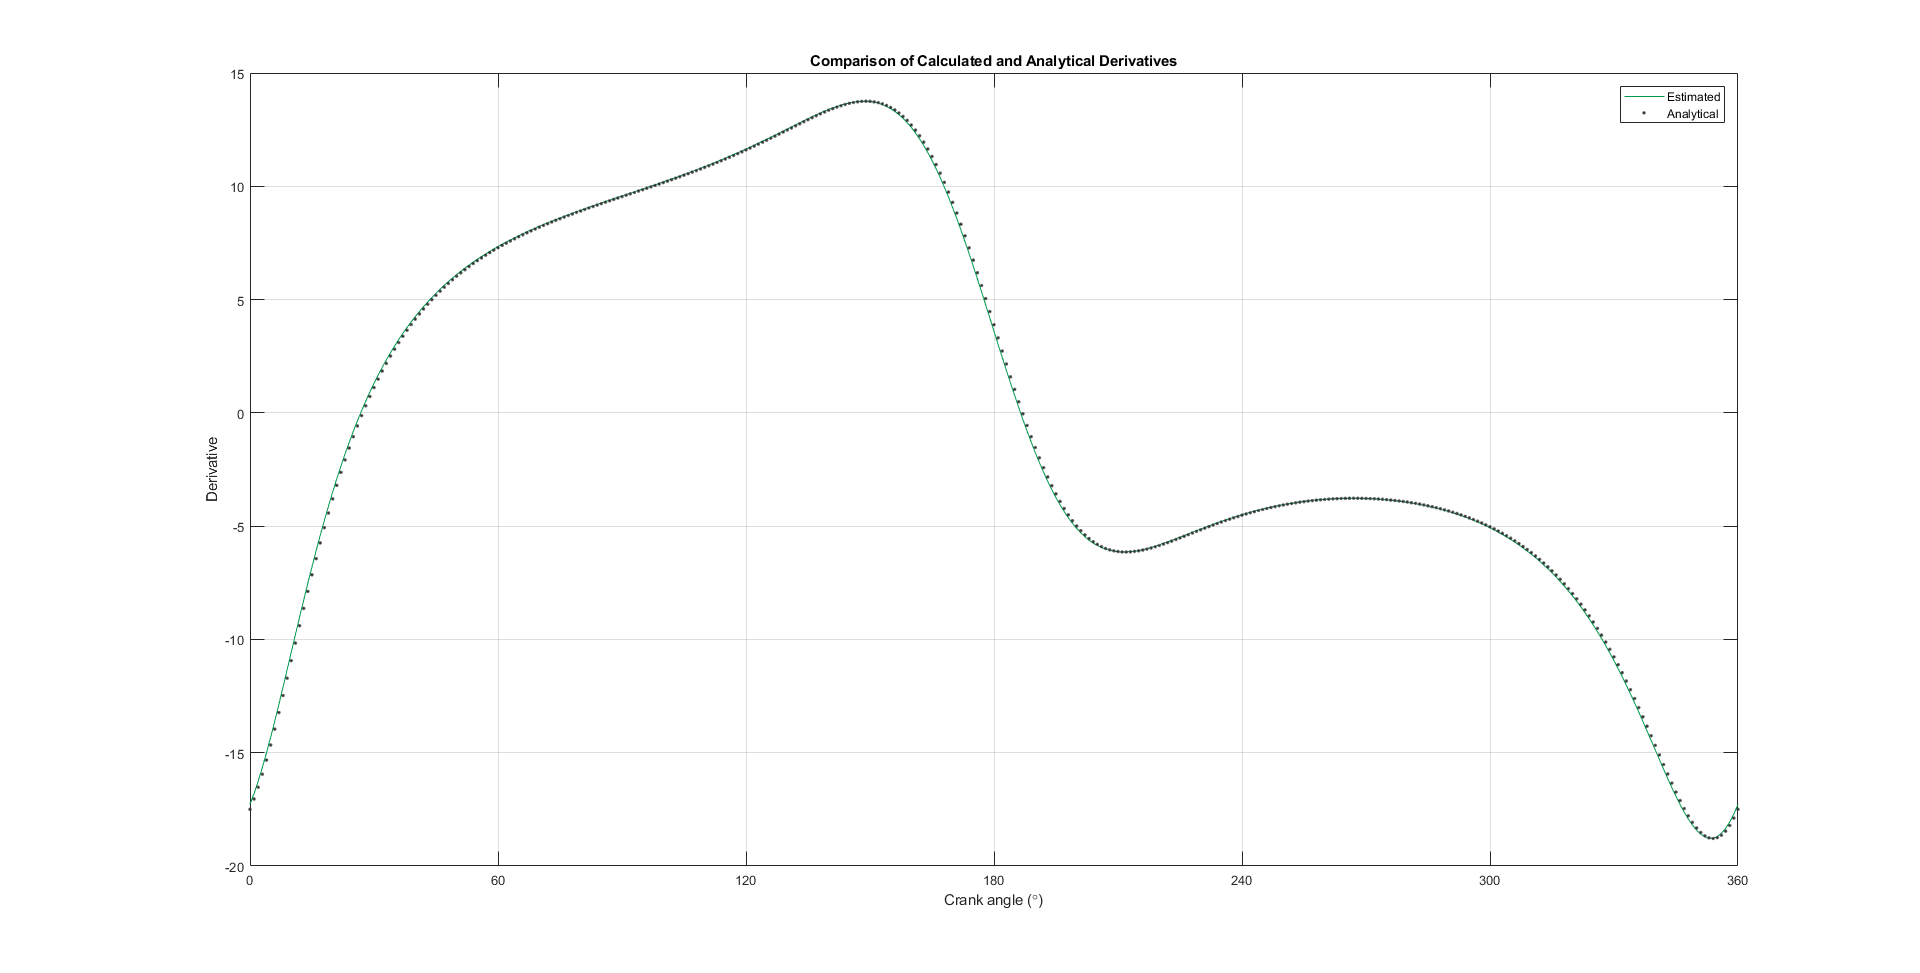 Comparison of Calculated and Analytical Derivatives
15
10
5
0
-5
-10
-15
-20
Derivative
Estimated
Analytical
0 60 120 180 240 300 360
Crank angle (°)